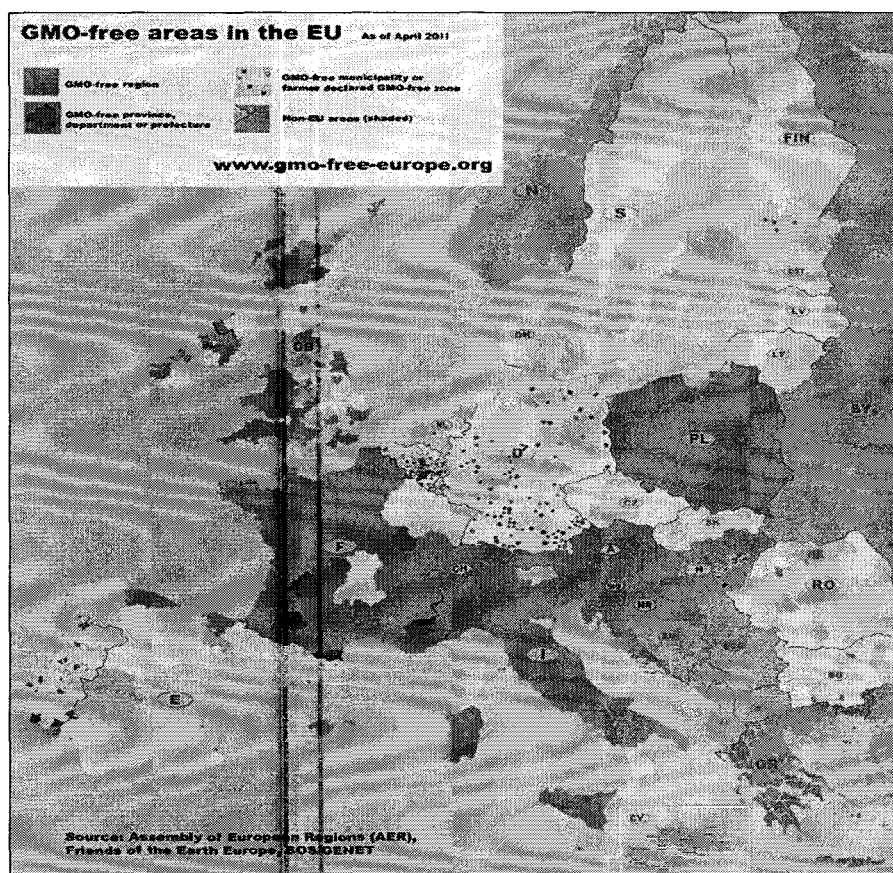 GMO-free areas in the EU As of April 2011
GMO-free region
GMO-free municipality or
farmer declared GMO-free zone
GMO-free province,
department or prefecture
Non-EU areas (shaded)
www.gmo-free-europe.org
FIN
N
S
EST
LV
DK
LT
GB
BY
PL
D
CZ
SK
F
A
CH
H
RO
HR
I
BG
E
GR
CY
Source: Assembly of European Regions (AER),
Friends of the Earth Europe, SOS/GENET